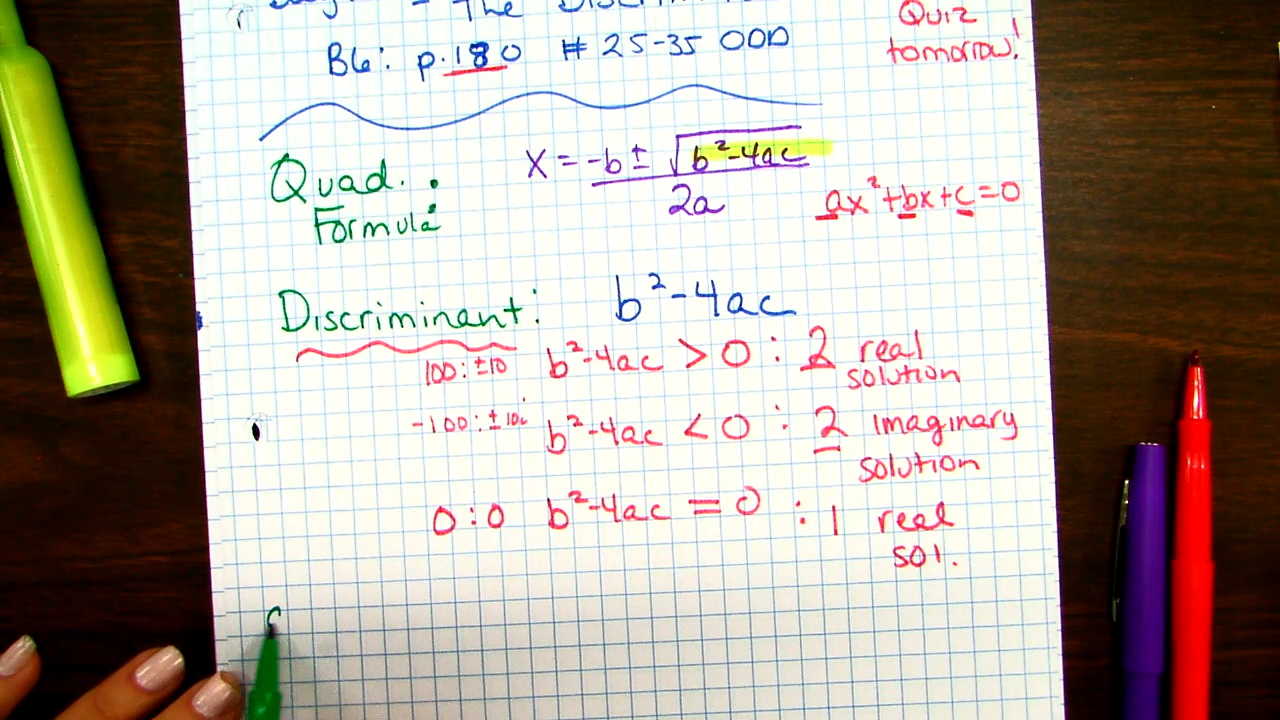 The
Quiz
B6: p.180 # 25-35 ODD
tomorrow!
Quad.
Formula:
X = -b ± √b²-4ac
2a
ax²+bx+c=0
Discriminant: b²-4ac
100: ±10 b²-4ac > 0 : 2 real
solution
-100: ± 10i b²-4ac < 0 : 2 imaginary
solution
0:0 b²-4ac = 0 : 1 real
sol.